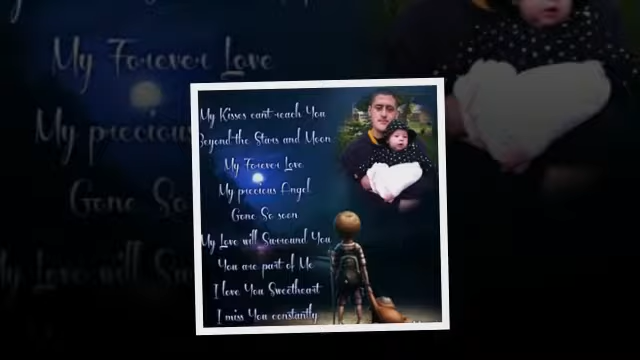 My Kisses cant reach You
Beyond the Stars and Moon
My Forever Love
My precious Angel
Gone So soon
My Love will Surround You
You are part of Me
I love You Sweetheart
I miss You constantly